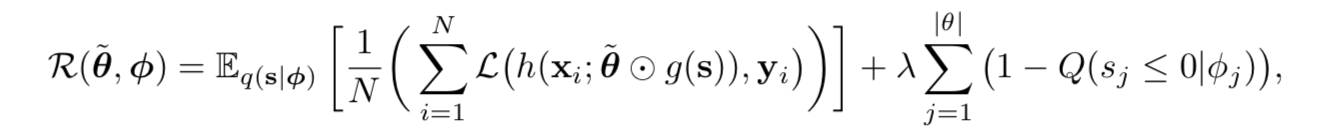 $\mathcal{R}(\tilde{\boldsymbol{\theta}}, \boldsymbol{\phi}) = \mathbb{E}_{q(\mathbf{s}|\boldsymbol{\phi})} \left[ \frac{1}{N} \left( \sum_{i=1}^{N} \mathcal{L}\big(h(\mathbf{x}_i; \tilde{\boldsymbol{\theta}} \odot g(\mathbf{s})), \mathbf{y}_i\big) \right) \right] + \lambda \sum_{j=1}^{|\theta|} \big(1 - Q(s_j \leq 0|\phi_j)\big),$